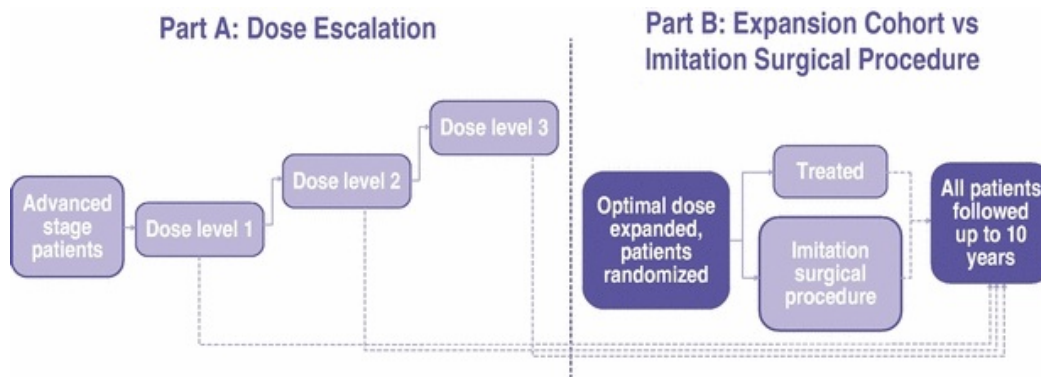 Part A: Dose Escalation
Part B: Expansion Cohort vs
Imitation Surgical Procedure
Advanced
stage
patients
Dose level 1
Dose level 2
Dose level 3
Optimal dose
expanded,
patients
randomized
Treated
Imitation
surgical
procedure
All patients
followed
up to 10
years